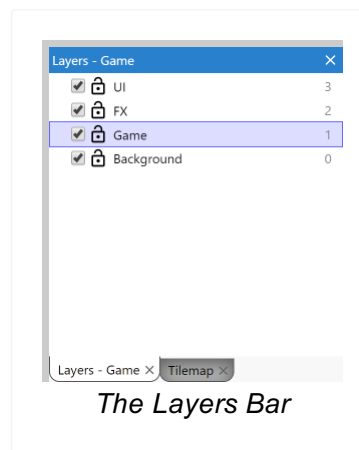 Layers - Game
UI 3
FX 2
Game 1
Background 0
Layers - Game Tilemap
The Layers Bar